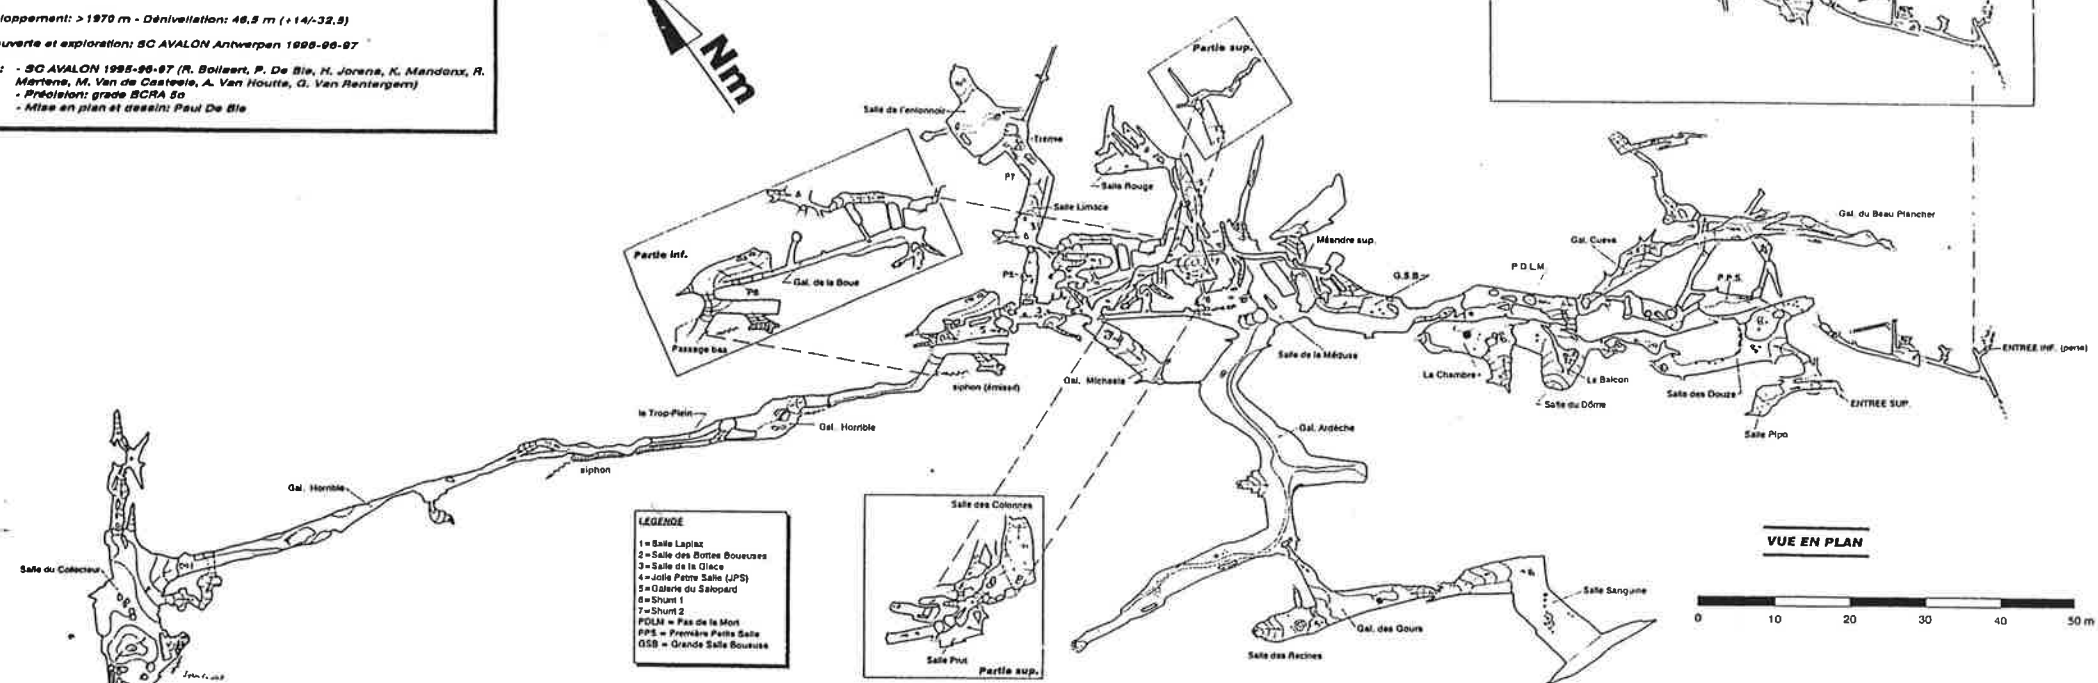 loppement: > 1970 m - Dénivellation: 46,5 m (+14/-32,5)
uverte et exploration: SC AVALON Antwerpen 1995-96-97
: - SC AVALON 1995-96-97 (R. Bollaert, P. De Bie, H. Jorens, K. Mandonx, R.
Martens, M. Van de Casteele, A. Van Houtte, G. Van Rentergem)
- Précision: grade BCRA 5c
- Mise en plan et dessin: Paul De Bie
Nm
Partie sup.
Salle de l'entonnoir
Trémie
P7
Salle Rouge
Salle Limace
Méandre sup.
Gal. du Beau Plancher
Gal. Cueva
Partie inf.
P8
Gal. de la Boue
Passage bas
P5
G.S.B.
P D L M
P.P.S.
Salle de la Méduse
La Chambre
Le Balcon
Salle du Dôme
Salle des Douze
ENTREE INF. (perte)
ENTREE SUP.
Salle Pipo
Gal. Michaela
siphon (émissif)
le Trop-Plein
Gal. Horrible
siphon
Gal. Horrible
Gal. Ardèche
Salle du Collecteur
LEGENDE
1 = Salle Lapiaz
2 = Salle des Bottes Boueuses
3 = Salle de la Glace
4 = Jolie Petite Salle (JPS)
5 = Galerie du Salopard
6 = Shunt 1
7 = Shunt 2
PDLM = Pas de la Mort
PPS = Première Petite Salle
GSB = Grande Salle Boueuse
Salle des Colonnes
Salle Prut
Partie sup.
Gal. des Gours
Salle des Racines
Salle Sanguine
VUE EN PLAN
0 10 20 30 40 50 m